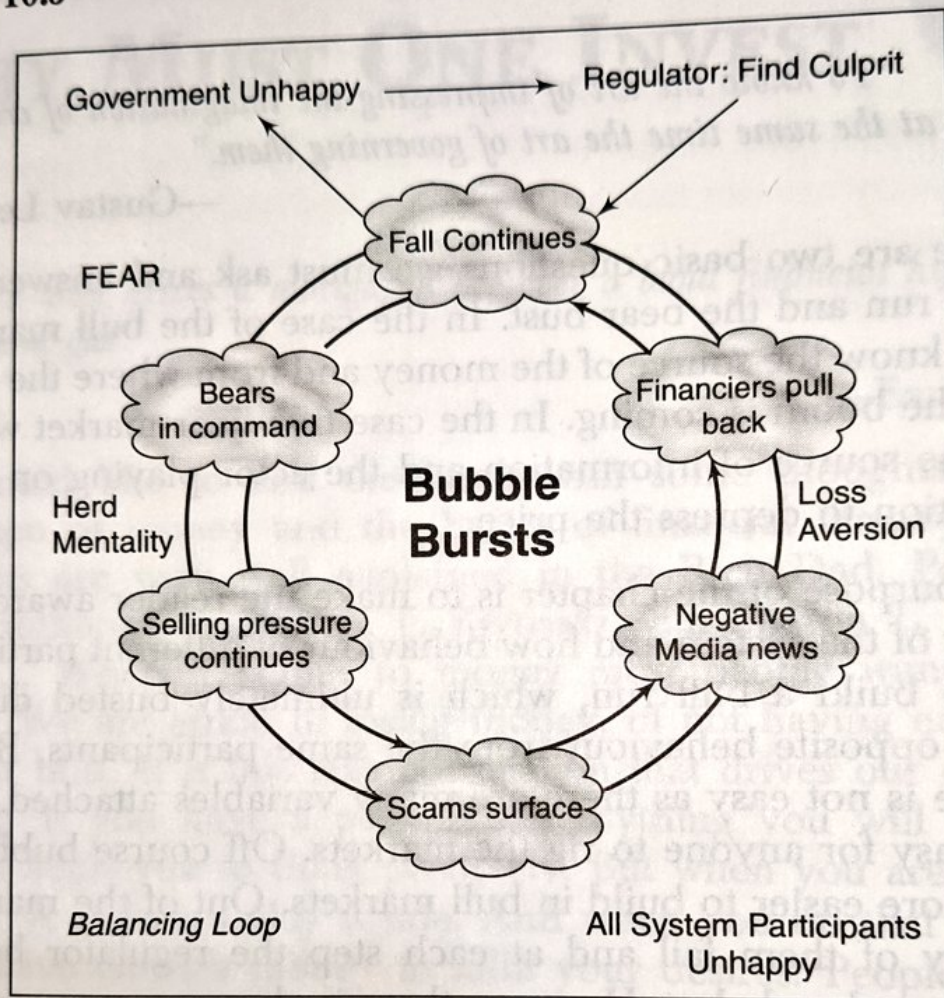 Government Unhappy
Regulator: Find Culprit
Fall Continues
FEAR
Bears
in command
Financiers pull
back
Bubble
Bursts
Herd
Mentality
Loss
Aversion
Selling pressure
continues
Negative
Media news
Scams surface
Balancing Loop
All System Participants
Unhappy